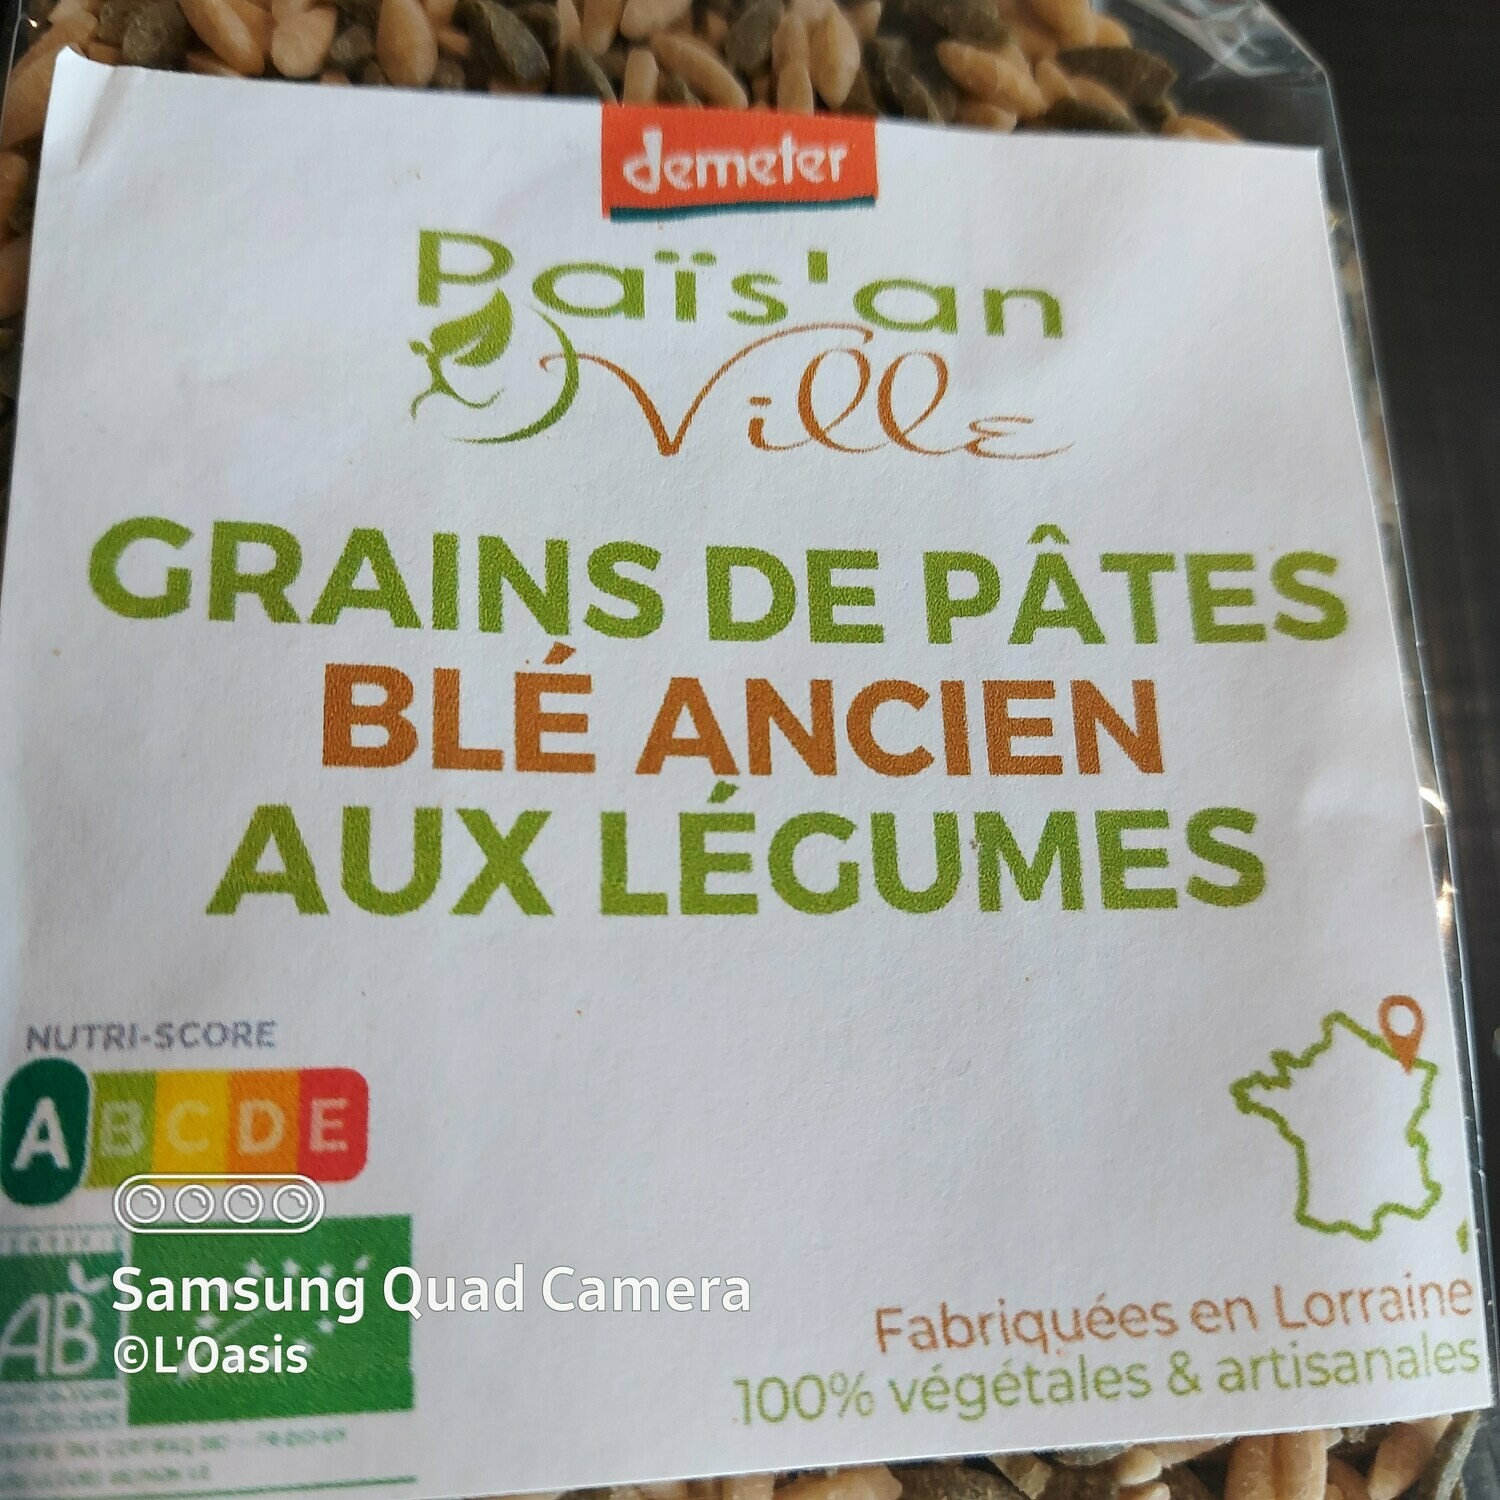 demeter
Païs'an
Ville
GRAINS DE PÂTES
BLÉ ANCIEN
AUX LÉGUMES
NUTRI-SCORE
A B C D E
AB
Samsung Quad Camera
©L'Oasis
Fabriquées en Lorraine
100% végétales & artisanales